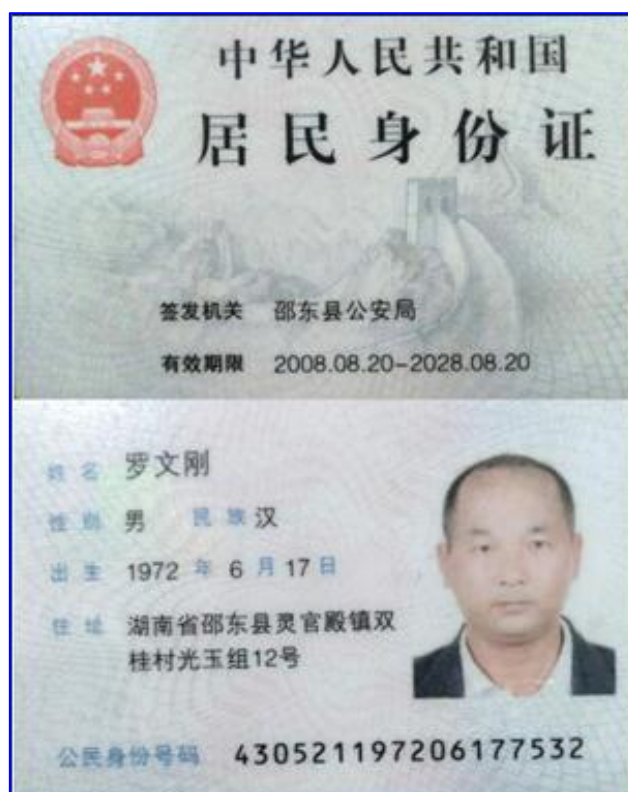 中华人民共和国
居民身份证
签发机关 邵东县公安局
有效期限 2008.08.20-2028.08.20
姓名 罗文刚
性别 男 民族 汉
出生 1972 年 6 月 17 日
住址 湖南省邵东县灵官殿镇双
桂村光玉组12号
公民身份号码 430521197206177532